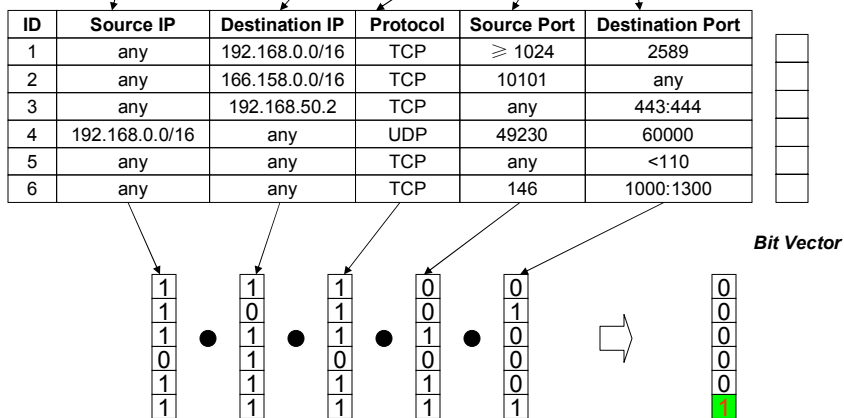 ID Source IP Destination IP Protocol Source Port Destination Port
1 any 192.168.0.0/16 TCP ≥ 1024 2589
2 any 166.158.0.0/16 TCP 10101 any
3 any 192.168.50.2 TCP any 443:444
4 192.168.0.0/16 any UDP 49230 60000
5 any any TCP any <110
6 any any TCP 146 1000:1300
Bit Vector
1 1 1 0 0 0
1 0 1 0 1 0
1 1 1 1 0 0
0 1 0 0 0 0
1 1 1 1 0 0
1 1 1 1 1 1